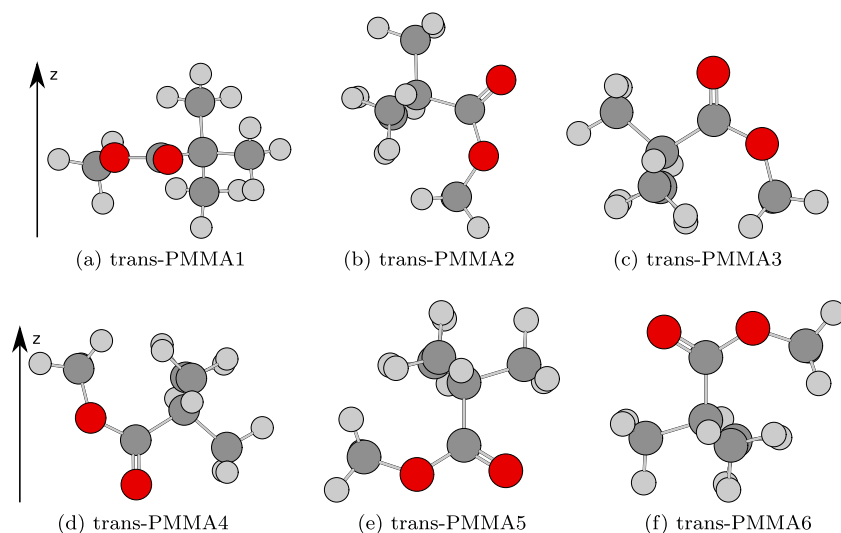 z
(a) trans-PMMA1
(b) trans-PMMA2
(c) trans-PMMA3
z
(d) trans-PMMA4
(e) trans-PMMA5
(f) trans-PMMA6